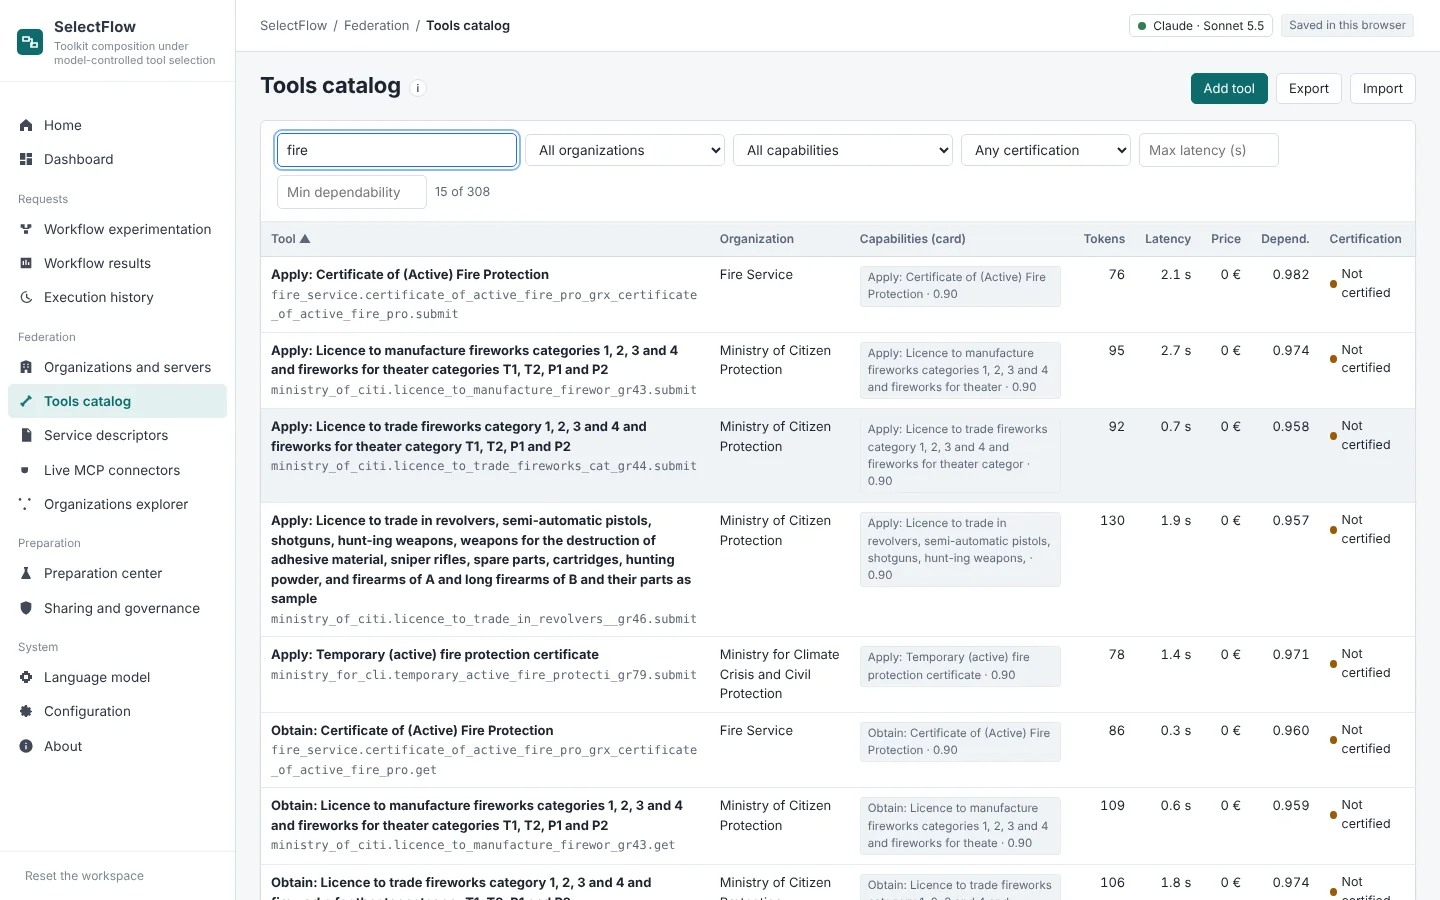 SelectFlow
Toolkit composition under
model-controlled tool selection
Home
Dashboard
Requests
Workflow experimentation
Workflow results
Execution history
Federation
Organizations and servers
Tools catalog
Service descriptors
Live MCP connectors
Organizations explorer
Preparation
Preparation center
Sharing and governance
System
Language model
Configuration
About
Reset the workspace
SelectFlow / Federation / Tools catalog
Claude · Sonnet 5.5
Saved in this browser
Tools catalog i
Add tool
Export
Import
fire
All organizations
All capabilities
Any certification
Max latency (s)
Min dependability
15 of 308
Tool ▲ Organization Capabilities (card) Tokens Latency Price Depend. Certification
Apply: Certificate of (Active) Fire Protection
fire_service.certificate_of_active_fire_pro_grx_certificate
_of_active_fire_pro.submit
Fire Service
Apply: Certificate of (Active) Fire
Protection · 0.90
76 2.1 s 0 € 0.982
Not
certified
Apply: Licence to manufacture fireworks categories 1, 2, 3 and 4
and fireworks for theater categories T1, T2, P1 and P2
ministry_of_citi.licence_to_manufacture_firewor_gr43.submit
Ministry of Citizen
Protection
Apply: Licence to manufacture
fireworks categories 1, 2, 3 and 4
and fireworks for theater · 0.90
95 2.7 s 0 € 0.974
Not
certified
Apply: Licence to trade fireworks category 1, 2, 3 and 4 and
fireworks for theater category T1, T2, P1 and P2
ministry_of_citi.licence_to_trade_fireworks_cat_gr44.submit
Ministry of Citizen
Protection
Apply: Licence to trade fireworks
category 1, 2, 3 and 4 and
fireworks for theater categor ·
0.90
92 0.7 s 0 € 0.958
Not
certified
Apply: Licence to trade in revolvers, semi-automatic pistols,
shotguns, hunt-ing weapons, weapons for the destruction of
adhesive material, sniper rifles, spare parts, cartridges, hunting
powder, and firearms of A and long firearms of B and their parts as
sample
ministry_of_citi.licence_to_trade_in_revolvers__gr46.submit
Ministry of Citizen
Protection
Apply: Licence to trade in
revolvers, semi-automatic pistols,
shotguns, hunt-ing weapons, ·
0.90
130 1.9 s 0 € 0.957
Not
certified
Apply: Temporary (active) fire protection certificate
ministry_for_cli.temporary_active_fire_protecti_gr79.submit
Ministry for Climate
Crisis and Civil
Protection
Apply: Temporary (active) fire
protection certificate · 0.90
78 1.4 s 0 € 0.971
Not
certified
Obtain: Certificate of (Active) Fire Protection
fire_service.certificate_of_active_fire_pro_grx_certificate
_of_active_fire_pro.get
Fire Service
Obtain: Certificate of (Active) Fire
Protection · 0.90
86 0.3 s 0 € 0.960
Not
certified
Obtain: Licence to manufacture fireworks categories 1, 2, 3 and 4
and fireworks for theater categories T1, T2, P1 and P2
ministry_of_citi.licence_to_manufacture_firewor_gr43.get
Ministry of Citizen
Protection
Obtain: Licence to manufacture
fireworks categories 1, 2, 3 and 4
and fireworks for theate · 0.90
109 0.6 s 0 € 0.959
Not
certified
Obtain: Licence to trade fireworks category 1, 2, 3 and 4 and
Ministry of Citizen
Obtain: Licence to trade fireworks
106 1.8 s 0 € 0.974
Not